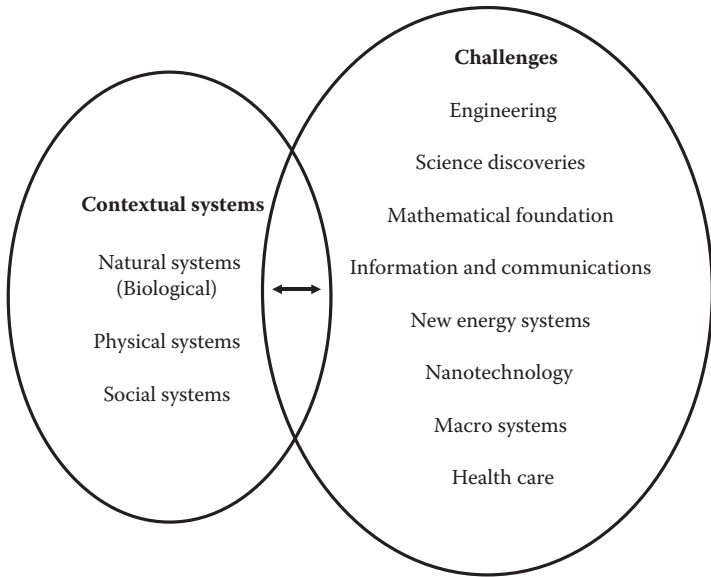 Contextual systems
Natural systems
(Biological)
Physical systems
Social systems
Challenges
Engineering
Science discoveries
Mathematical foundation
Information and communications
New energy systems
Nanotechnology
Macro systems
Health care